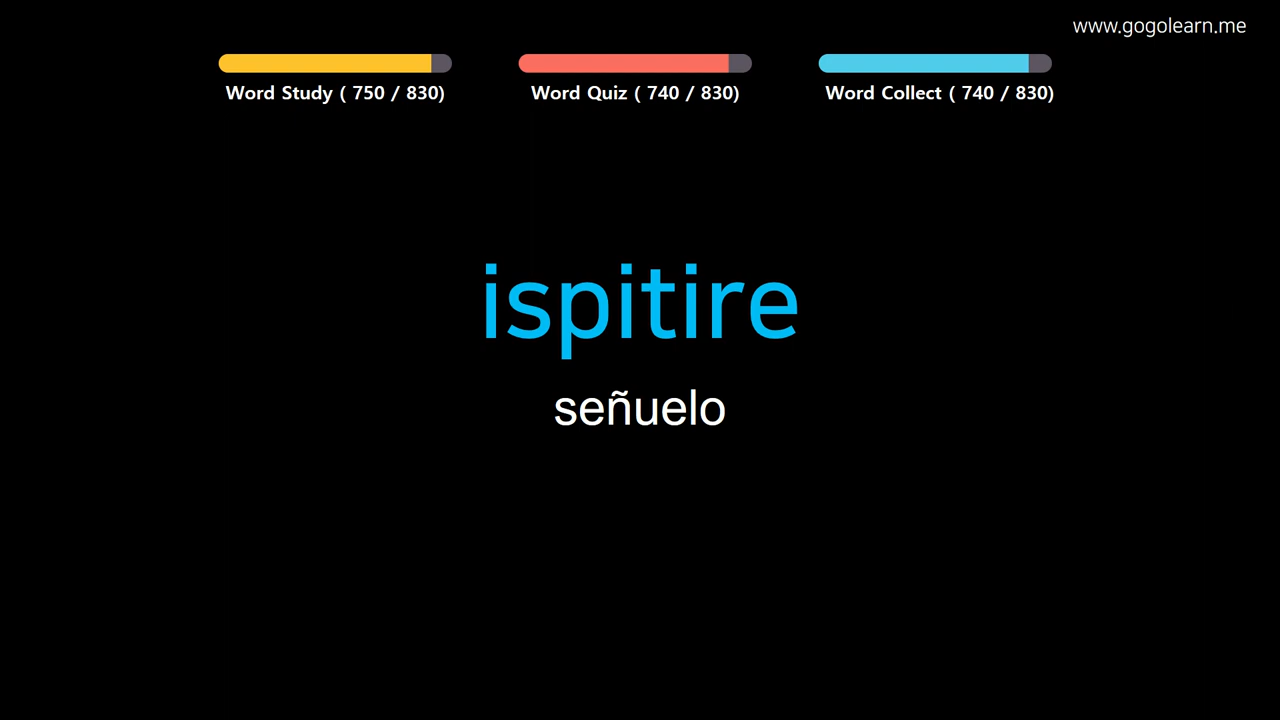 www.gogolearn.me
Word Study ( 750 / 830)
Word Quiz ( 740 / 830)
Word Collect ( 740 / 830)
ispitire
señuelo